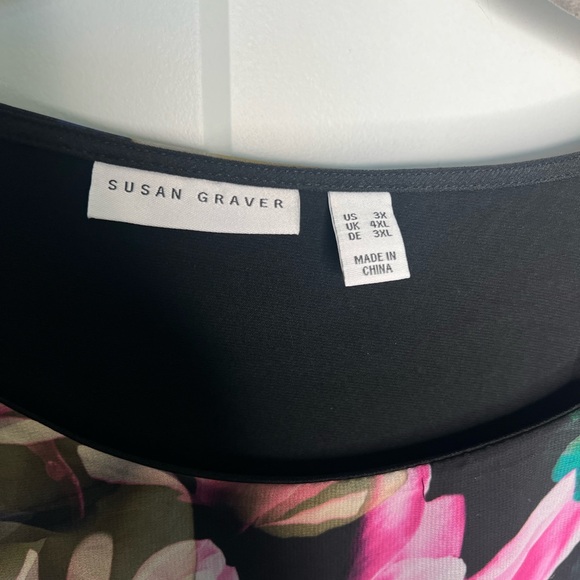 SUSAN GRAVER
US 3X
UK 4XL
DE 3XL
MADE IN
CHINA